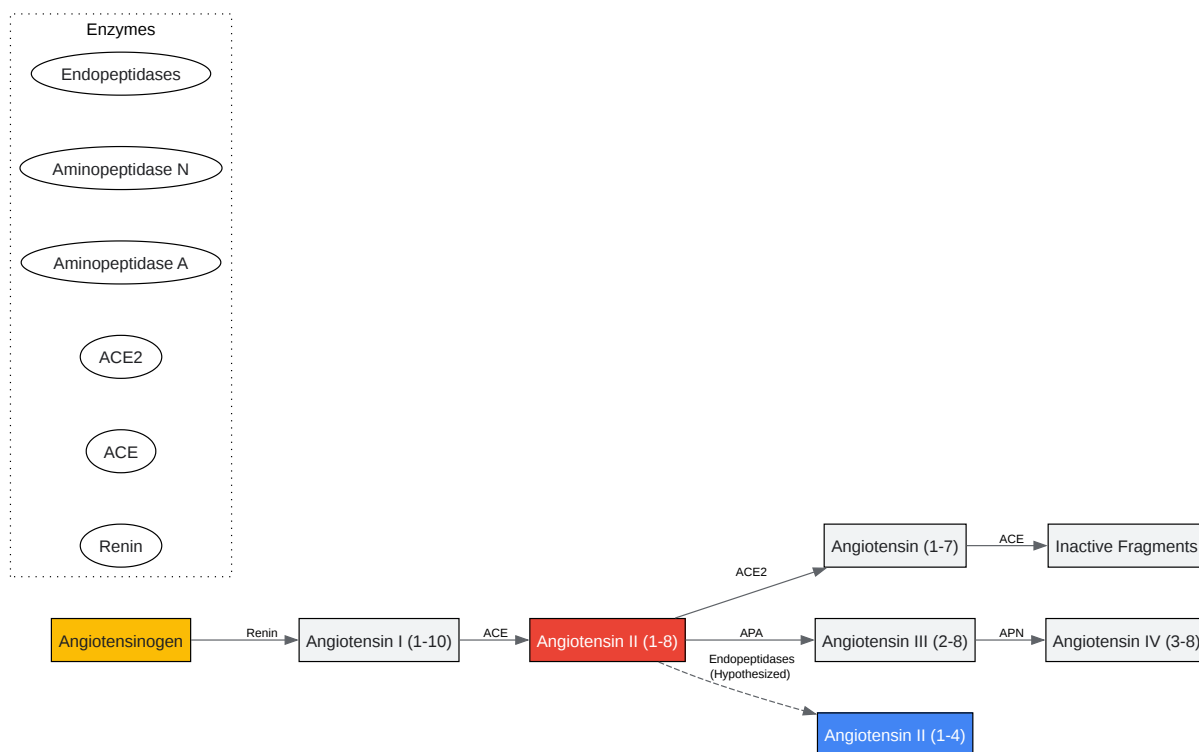 Enzymes
Endopeptidases
Aminopeptidase N
Aminopeptidase A
ACE2
ACE
Renin
Angiotensinogen
Renin
Angiotensin I (1-10)
ACE
Angiotensin II (1-8)
ACE2
Angiotensin (1-7)
ACE
Inactive Fragments
APA
Angiotensin III (2-8)
APN
Angiotensin IV (3-8)
Endopeptidases
(Hypothesized)
Angiotensin II (1-4)